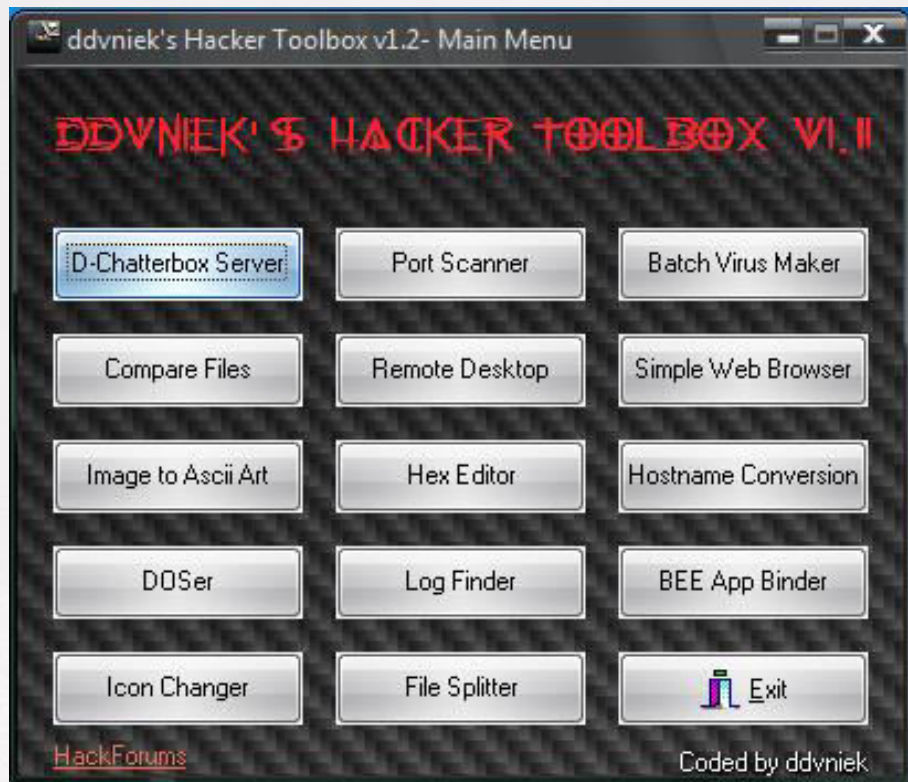 ddvniek's Hacker Toolbox v1.2- Main Menu
DDVNIEK'S HACKER TOOLBOX V1.11
D-Chatterbox Server
Port Scanner
Batch Virus Maker
Compare Files
Remote Desktop
Simple Web Browser
Image to Ascii Art
Hex Editor
Hostname Conversion
DOSer
Log Finder
BEE App Binder
Icon Changer
File Splitter
Exit
HackForums
Coded by ddvniek